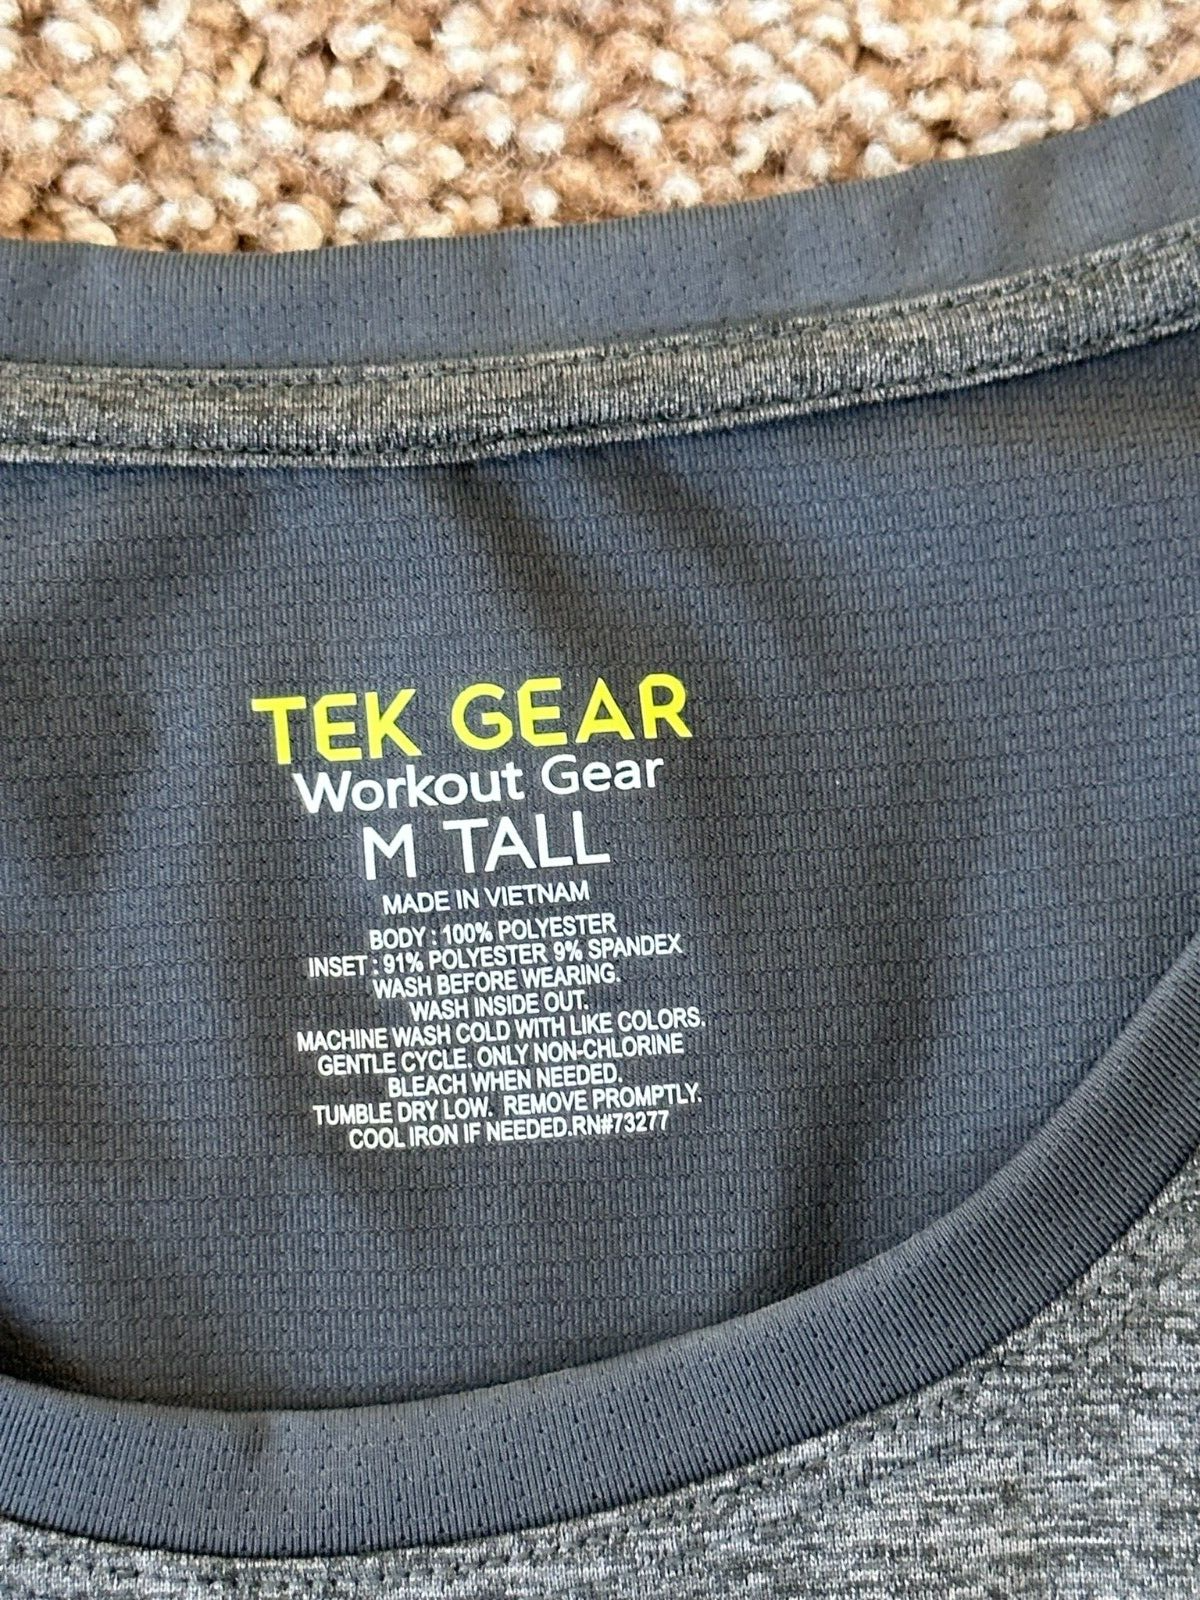 TEK GEAR
Workout Gear
M TALL
MADE IN VIETNAM
BODY : 100% POLYESTER
INSET : 91% POLYESTER 9% SPANDEX
WASH BEFORE WEARING.
WASH INSIDE OUT.
MACHINE WASH COLD WITH LIKE COLORS.
GENTLE CYCLE. ONLY NON-CHLORINE
BLEACH WHEN NEEDED.
TUMBLE DRY LOW. REMOVE PROMPTLY.
COOL IRON IF NEEDED.RN#73277